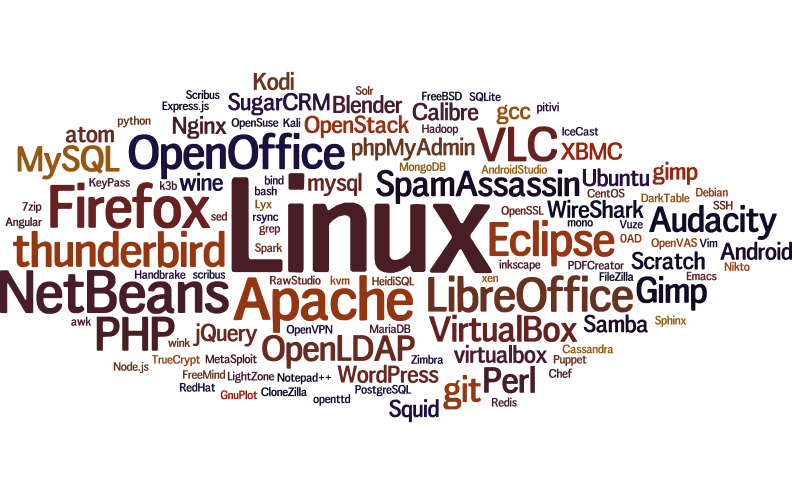 Kodi
Solr
Scribus
FreeBSD
SQLite
Express.js
SugarCRM
Blender
Calibre
gcc
pitivi
python
Nginx
OpenSuse
Kali
OpenStack
Hadoop
VLC
IceCast
atom
MySQL
OpenOffice
phpMyAdmin
XBMC
MongoDB
AndroidStudio
KeyPass
k3b
wine
bind
bash
mysql
SpamAssassin
Ubuntu
gimp
CentOS
DarkTable
Debian
7zip
Firefox
Lyx
Linux
OpenSSL
WireShark
SSH
Angular
sed
rsync
grep
mono
Vuze
Audacity
thunderbird
Spark
Eclipse
0AD
OpenVAS
Vim
Android
inkscape
PDFCreator
Scratch
Nikto
NetBeans
Handbrake
scribus
RawStudio
kvm
HeidiSQL
xen
FileZilla
Emacs
Apache
LibreOffice
Gimp
awk
PHP
wink
jQuery
OpenVPN
MariaDB
VirtualBox
Samba
Sphinx
Node.js
TrueCrypt
MetaSploit
OpenLDAP
Zimbra
virtualbox
Cassandra
Puppet
FreeMind
LightZone
Notepad++
WordPress
Chef
RedHat
GnuPlot
CloneZilla
openttd
PostgreSQL
git
Perl
Squid
Redis